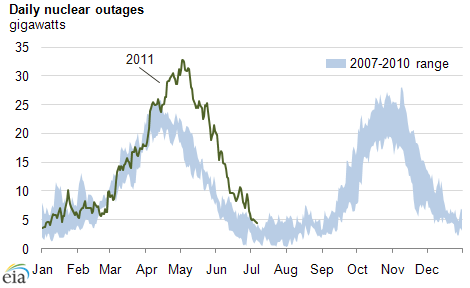 Daily nuclear outages
gigawatts
2011
2007-2010 range
35
30
25
20
15
10
5
0
Jan Feb Mar Apr May Jun Jul Aug Sep Oct Nov Dec
eia